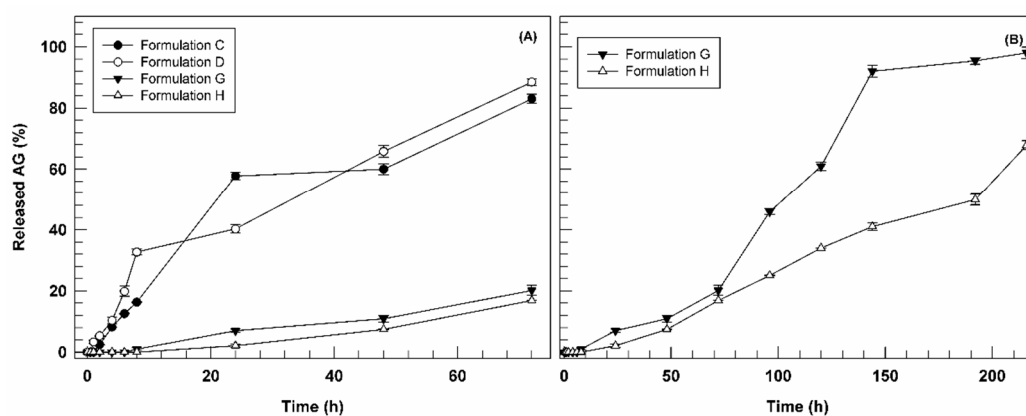 (A)
Formulation C
Formulation D
Formulation G
Formulation H
Released AG (%)
100
80
60
40
20
0
0 20 40 60
Time (h)
(B)
Formulation G
Formulation H
0 50 100 150 200
Time (h)